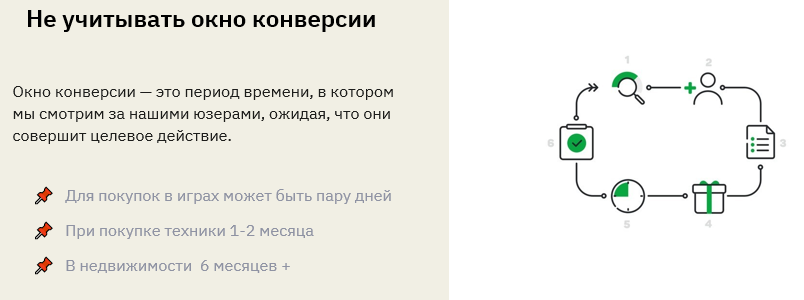 Не учитывать окно конверсии
Окно конверсии — это период времени, в котором
мы смотрим за нашими юзерами, ожидая, что они
совершит целевое действие.
Для покупок в играх может быть пару дней
При покупке техники 1-2 месяца
В недвижимости 6 месяцев +
1
2
3
4
5
6